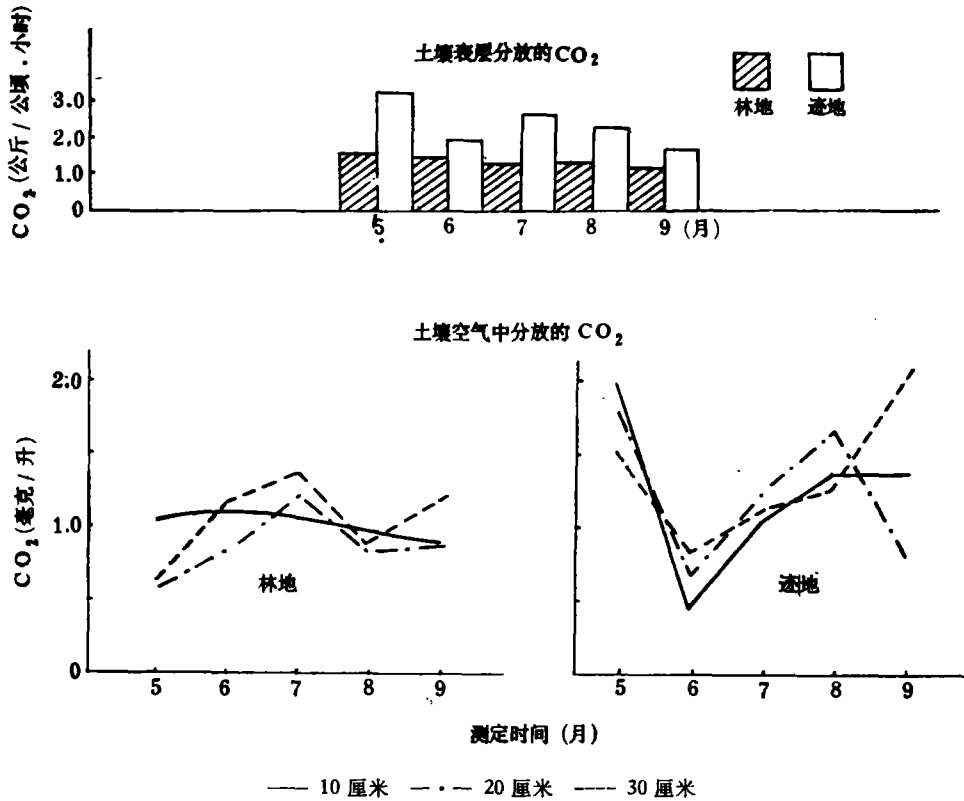 土壤表层分放的CO₂
CO₂(公斤/公顷.小时)
3.0
2.0
1.0
0
林地 迹地
5 6 7 8 9 (月)
土壤空气中分放的 CO₂
CO₂(毫克/升)
2.0
1.0
0
林地
迹地
5 6 7 8 9
5 6 7 8 9
测定时间 (月)
10 厘米 20 厘米 30 厘米